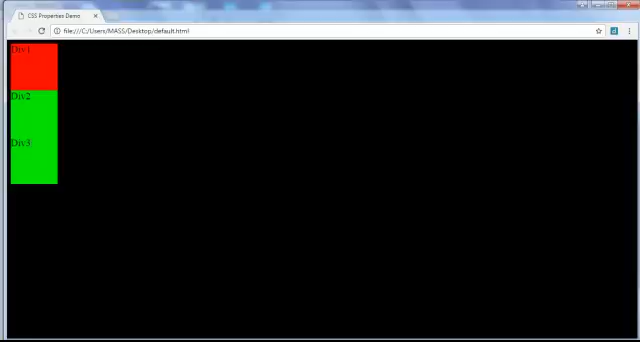 CSS Properties Demo
file:///C:/Users/MASS/Desktop/default.html
Div1
Div2
Div3